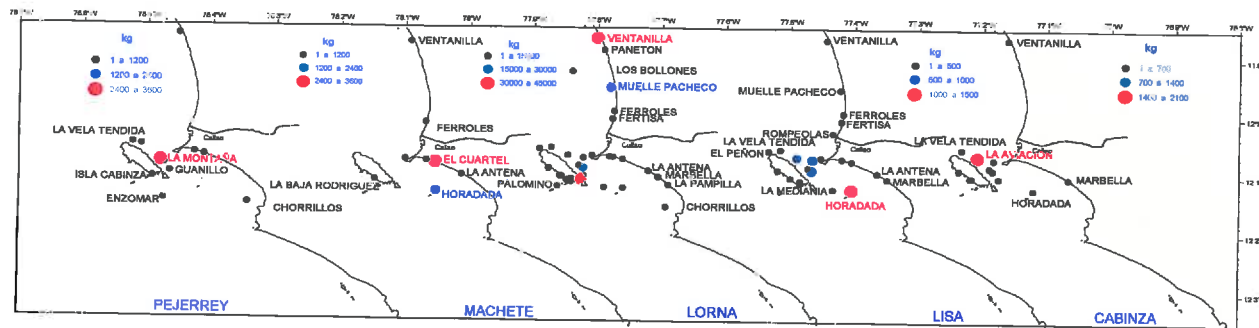 kg
1 a 1200
1200 a 2400
2400 a 3600
LA VELA TENDIDA
LA MONTAÑA
Callao
ISLA CABINZA
GUANILLO
ENZOMAR
CHORRILLOS
PEJERREY
kg
1 a 1200
1200 a 2400
2400 a 3600
VENTANILLA
FERROLES
Callao
EL CUARTEL
LA ANTENA
LA BAJA RODRIGUEZ
HORADADA
MACHETE
kg
15000 a 30000
30000 a 45000
VENTANILLA
PANETON
LOS BOLLONES
MUELLE PACHECO
FERROLES
FERTISA
Callao
LA ANTENA
MARBELLA
PALOMINO
LA PAMPILLA
CHORRILLOS
LORNA
kg
1 a 500
500 a 1000
1000 a 1500
VENTANILLA
MUELLE PACHECO
FERROLES
FERTISA
ROMPEOLAS
LA VELA TENDIDA
EL PEÑON
Callao
LA ANTENA
LA MEDIANIA
MARBELLA
HORADADA
LISA
kg
1 a 700
700 a 1400
1400 a 2100
VENTANILLA
LA VELA TENDIDA
LA AVIACION
MARBELLA
HORADADA
CABINZA